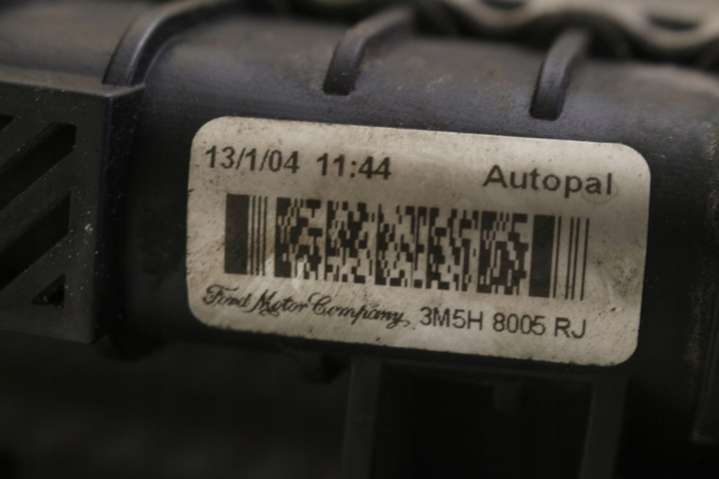 13/1/04 11:44 Autopal
Ford Motor Company 3M5H 8005 RJ